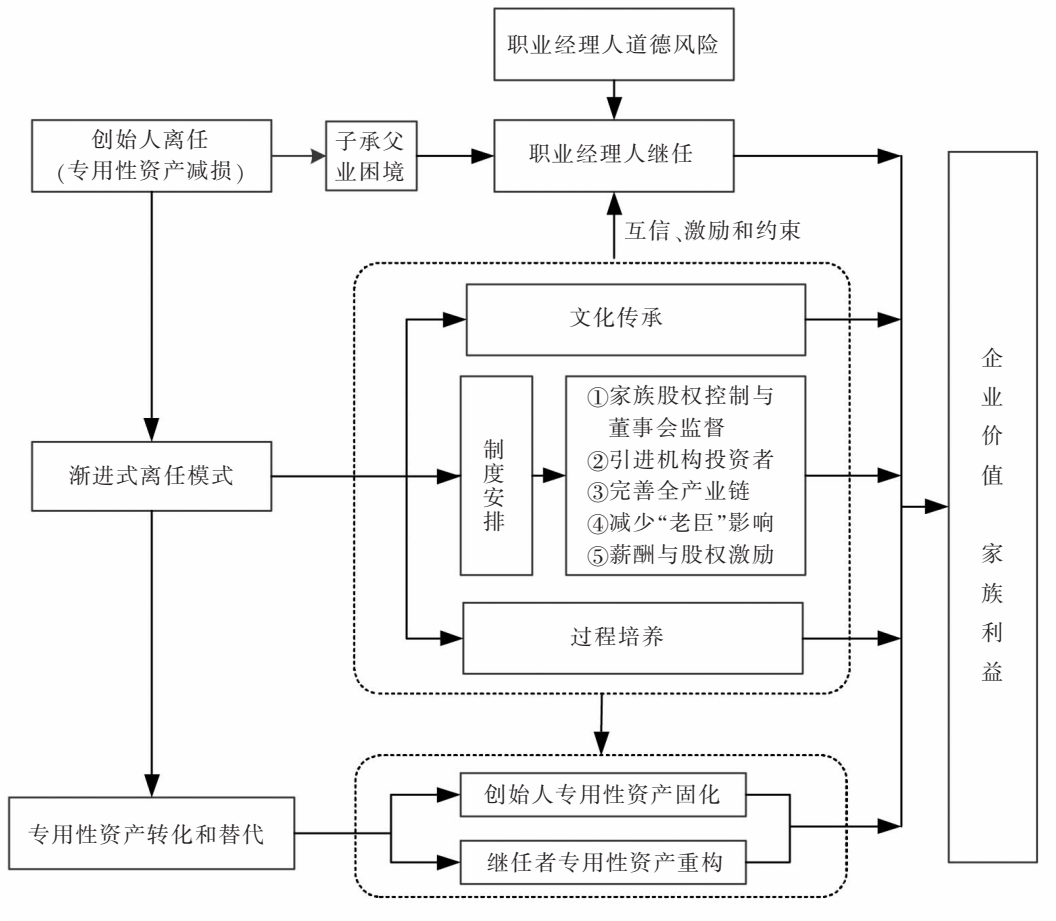 职业经理人道德风险
创始人离任
(专用性资产减损)
子承父
业困境
职业经理人继任
互信、激励和约束
文化传承
制度安排
①家族股权控制与
董事会监督
②引进机构投资者
③完善全产业链
④减少“老臣”影响
⑤薪酬与股权激励
渐进式离任模式
过程培养
企业价值 家族利益
专用性资产转化和替代
创始人专用性资产固化
继任者专用性资产重构